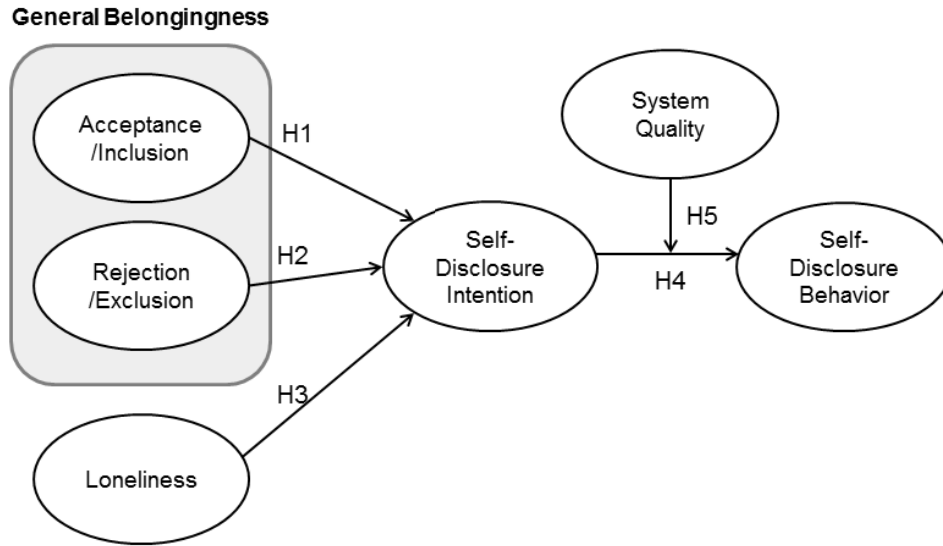 General Belongingness
Acceptance
/Inclusion
H1
Rejection
/Exclusion
H2
Loneliness
H3
Self-
Disclosure
Intention
System
Quality
H5
H4
Self-
Disclosure
Behavior